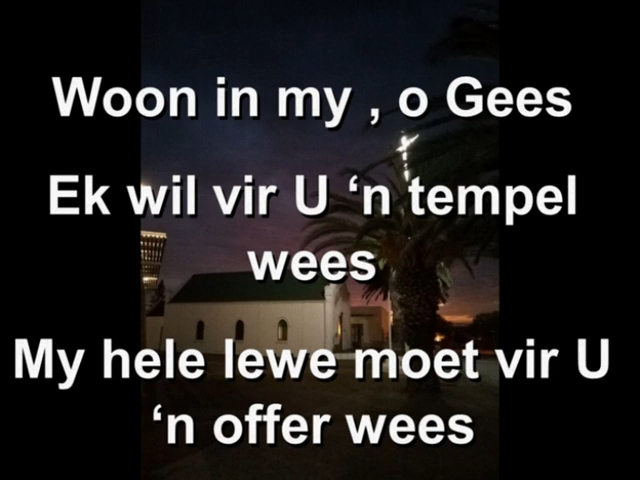 Woon in my , o Gees
Ek wil vir U ‘n tempel
wees
My hele lewe moet vir U
‘n offer wees